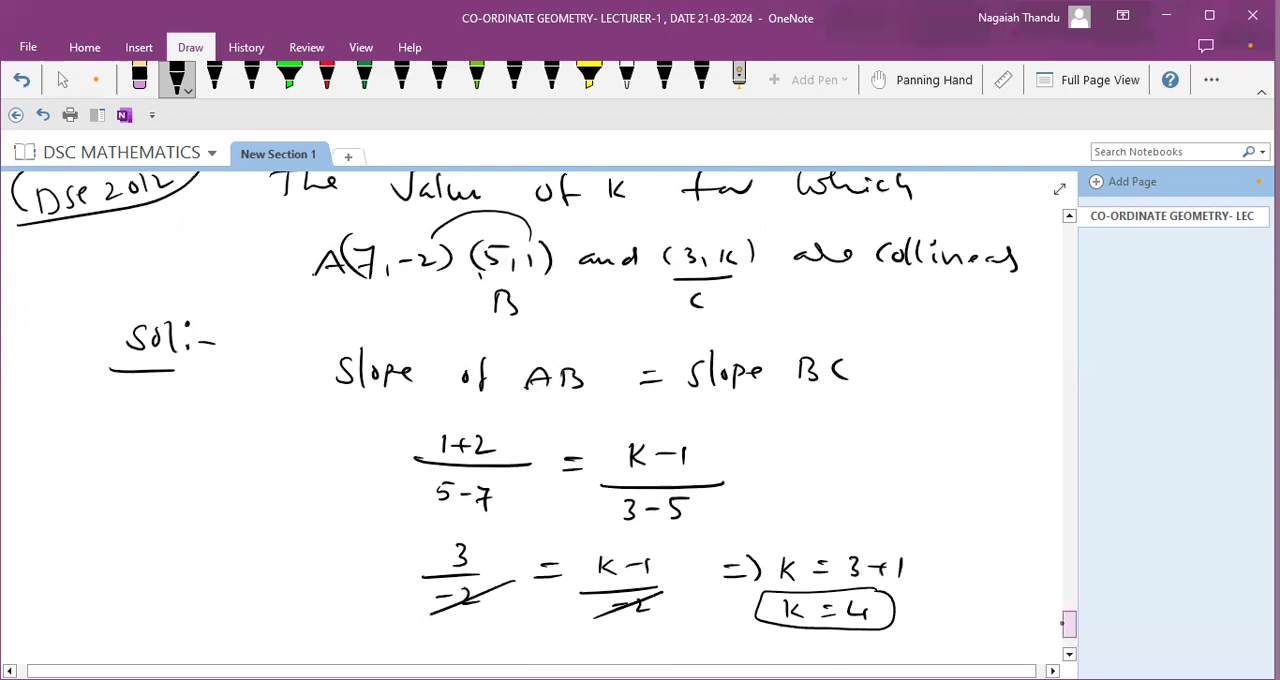 CO-ORDINATE GEOMETRY- LECTURER-1 , DATE 21-03-2024 - OneNote
Nagaiah Thandu
File Home Insert Draw History Review View Help
Add Pen Panning Hand Full Page View
DSC MATHEMATICS New Section 1
Search Notebooks
Add Page
CO-ORDINATE GEOMETRY- LEC
(DSC 2012) The value of K for which
A(7,-2) (5,1) and (3,K) are collinear
B C
Sol:-
Slope of AB = Slope BC
1+2 / 5-7 = K-1 / 3-5
3 / -2 = K-1 / -2 => K = 3+1
K = 4